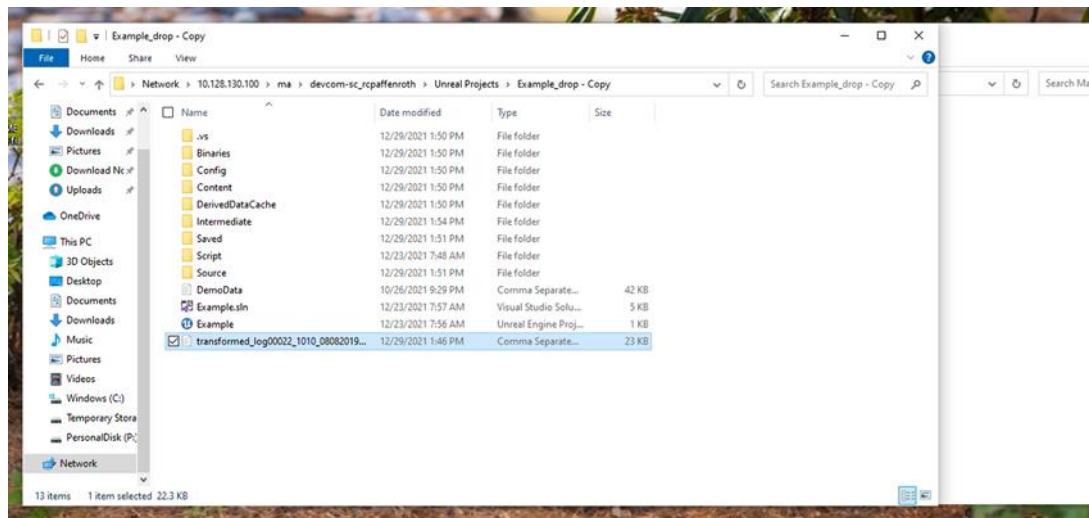 Example_drop - Copy
File Home Share View
Network > 10.128.130.100 > ma > devcom-sc_rcpaffenroth > Unreal Projects > Example_drop - Copy
Search Example_drop - Copy
Search Ma
Name Date modified Type Size
Documents
Downloads
Pictures
Download Nc
Uploads
OneDrive
This PC
3D Objects
Desktop
Documents
Downloads
Music
Pictures
Videos
Windows (C:)
Temporary Stora
PersonalDisk (P:)
Network
.vs 12/29/2021 1:50 PM File folder
Binaries 12/29/2021 1:50 PM File folder
Config 12/29/2021 1:50 PM File folder
Content 12/29/2021 1:50 PM File folder
DerivedDataCache 12/29/2021 1:50 PM File folder
Intermediate 12/29/2021 1:54 PM File folder
Saved 12/29/2021 1:51 PM File folder
Script 12/23/2021 7:48 AM File folder
Source 12/29/2021 1:51 PM File folder
DemoData 10/26/2021 9:29 PM Comma Separate... 42 KB
Example.sln 12/23/2021 7:57 AM Visual Studio Solu... 5 KB
Example 12/23/2021 7:56 AM Unreal Engine Proj... 1 KB
transformed_log00022_1010_08082019... 12/29/2021 1:46 PM Comma Separate... 23 KB
13 items 1 item selected 22.3 KB